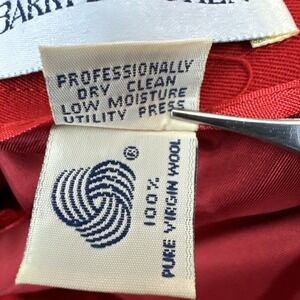 PROFESSIONALLY
DRY CLEAN
LOW MOISTURE
UTILITY PRESS
®
100%
PURE VIRGIN WOOL